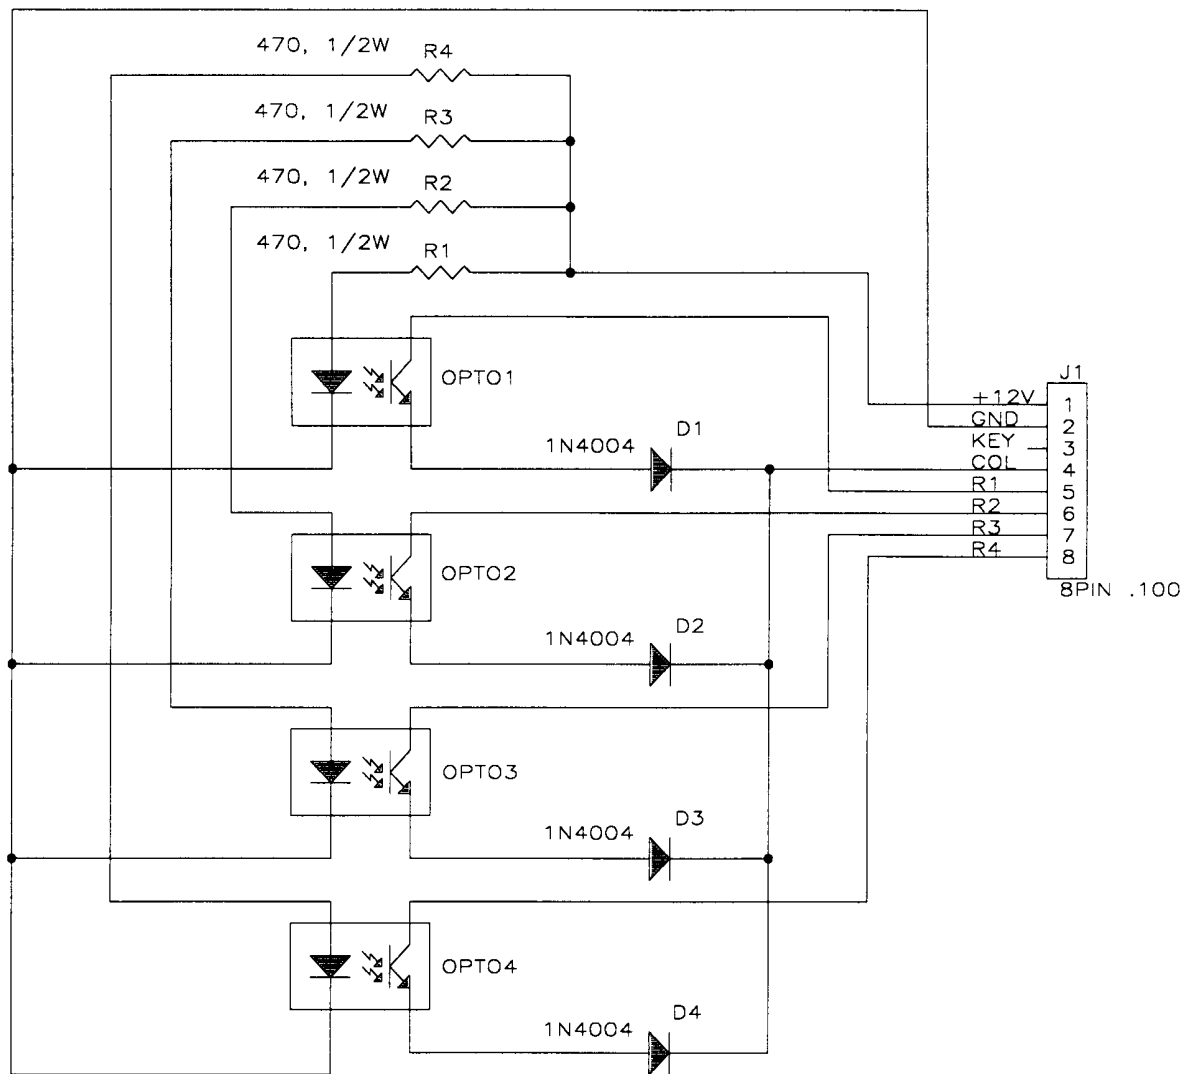 470, 1/2W R4
470, 1/2W R3
470, 1/2W R2
470, 1/2W R1
OPTO1
J1
+12V 1
GND 2
KEY 3
COL 4
R1 5
R2 6
R3 7
R4 8
8PIN .100
1N4004 D1
OPTO2
1N4004 D2
OPTO3
1N4004 D3
OPTO4
1N4004 D4